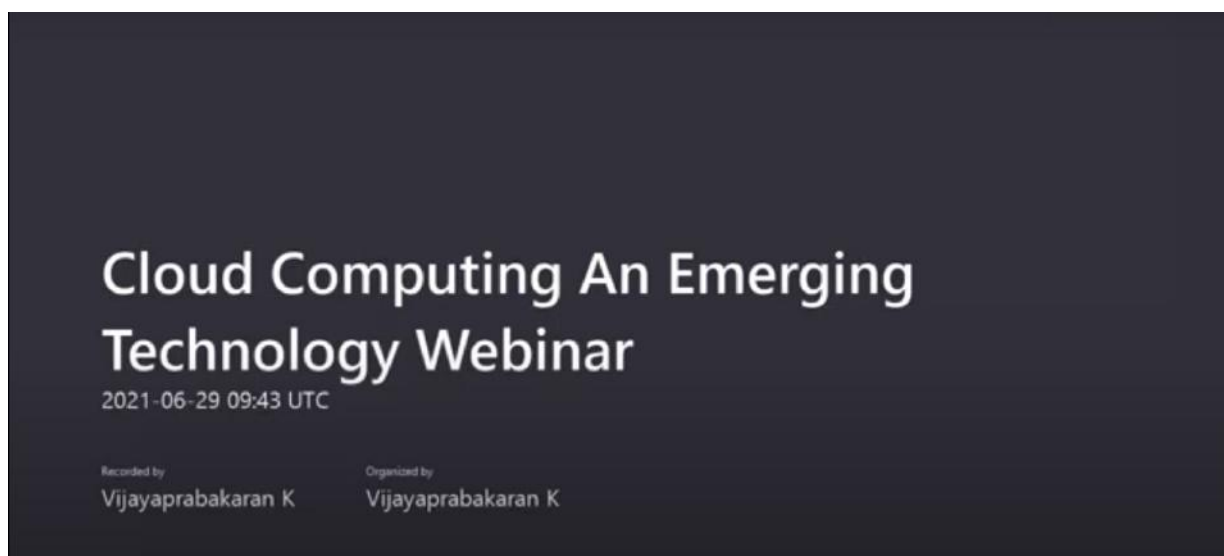 Cloud Computing An Emerging
Technology Webinar
2021-06-29 09:43 UTC
Recorded by Organized by
Vijayaprabakaran K Vijayaprabakaran K